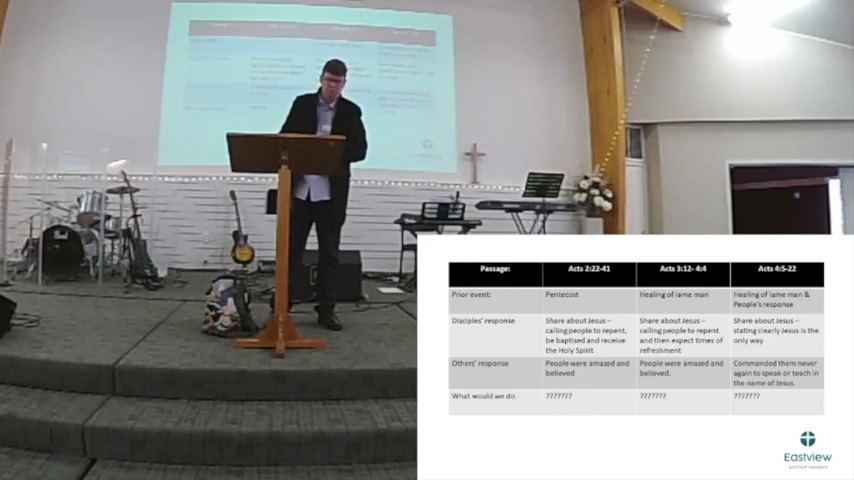 Passage: Acts 2:22-41 Acts 3:12- 4:4 Acts 4:5-22
Prior event: Pentecost Healing of lame man Healing of lame man &
People's response
Disciples' response Share about Jesus – Share about Jesus – Share about Jesus –
calling people to repent, calling people to repent stating clearly Jesus is the
be baptised and receive and then expect times of only way
the Holy Spirit refreshment
Others' response People were amazed and People were amazed and Commanded them never
believed believed. again to speak or teach in
the name of Jesus.
What would we do ??????? ??????? ???????
Eastview
BAPTIST CHURCH